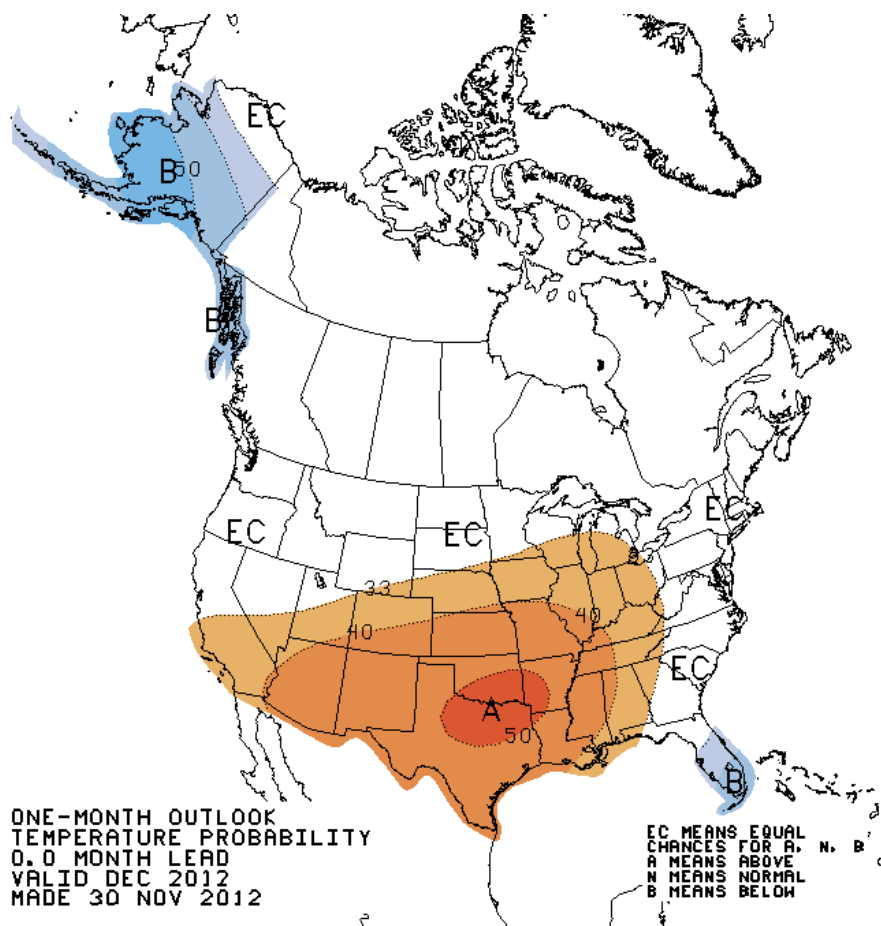 EC
B 50
B
EC
EC
EC
33
33
40
40
EC
A
50
B
ONE-MONTH OUTLOOK
TEMPERATURE PROBABILITY
0.0 MONTH LEAD
VALID DEC 2012
MADE 30 NOV 2012
EC MEANS EQUAL
CHANCES FOR A, N, B
A MEANS ABOVE
N MEANS NORMAL
B MEANS BELOW